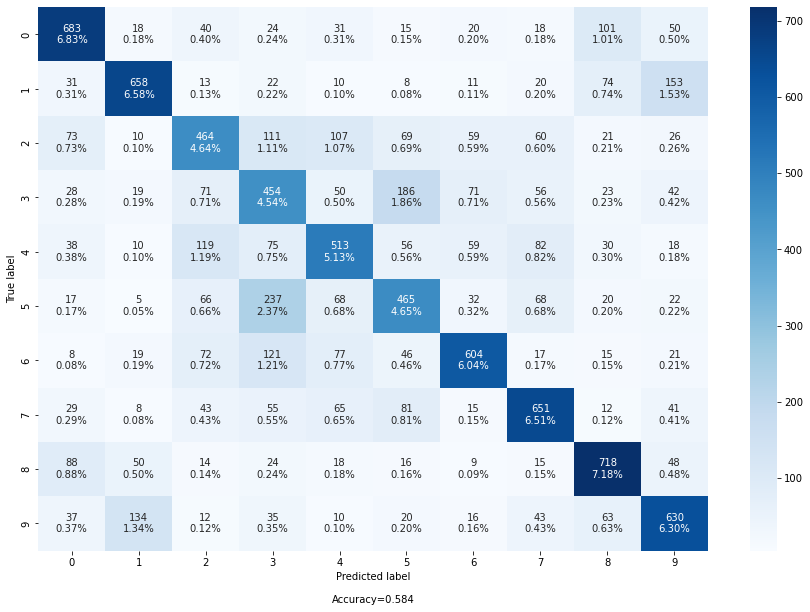 0 683 18 40 24 31 15 20 18 101 50
6.83% 0.18% 0.40% 0.24% 0.31% 0.15% 0.20% 0.18% 1.01% 0.50%
1 31 658 13 22 10 8 11 20 74 153
0.31% 6.58% 0.13% 0.22% 0.10% 0.08% 0.11% 0.20% 0.74% 1.53%
2 73 10 464 111 107 69 59 60 21 26
0.73% 0.10% 4.64% 1.11% 1.07% 0.69% 0.59% 0.60% 0.21% 0.26%
3 28 19 71 454 50 186 71 56 23 42
0.28% 0.19% 0.71% 4.54% 0.50% 1.86% 0.71% 0.56% 0.23% 0.42%
4 38 10 119 75 513 56 59 82 30 18
0.38% 0.10% 1.19% 0.75% 5.13% 0.56% 0.59% 0.82% 0.30% 0.18%
5 17 5 66 237 68 465 32 68 20 22
0.17% 0.05% 0.66% 2.37% 0.68% 4.65% 0.32% 0.68% 0.20% 0.22%
6 8 19 72 121 77 46 604 17 15 21
0.08% 0.19% 0.72% 1.21% 0.77% 0.46% 6.04% 0.17% 0.15% 0.21%
7 29 8 43 55 65 81 15 651 12 41
0.29% 0.08% 0.43% 0.55% 0.65% 0.81% 0.15% 6.51% 0.12% 0.41%
8 88 50 14 24 18 16 9 15 718 48
0.88% 0.50% 0.14% 0.24% 0.18% 0.16% 0.09% 0.15% 7.18% 0.48%
9 37 134 12 35 10 20 16 43 63 630
0.37% 1.34% 0.12% 0.35% 0.10% 0.20% 0.16% 0.43% 0.63% 6.30%
True label
0 1 2 3 4 5 6 7 8 9
Predicted label
Accuracy=0.584
700
600
500
400
300
200
100